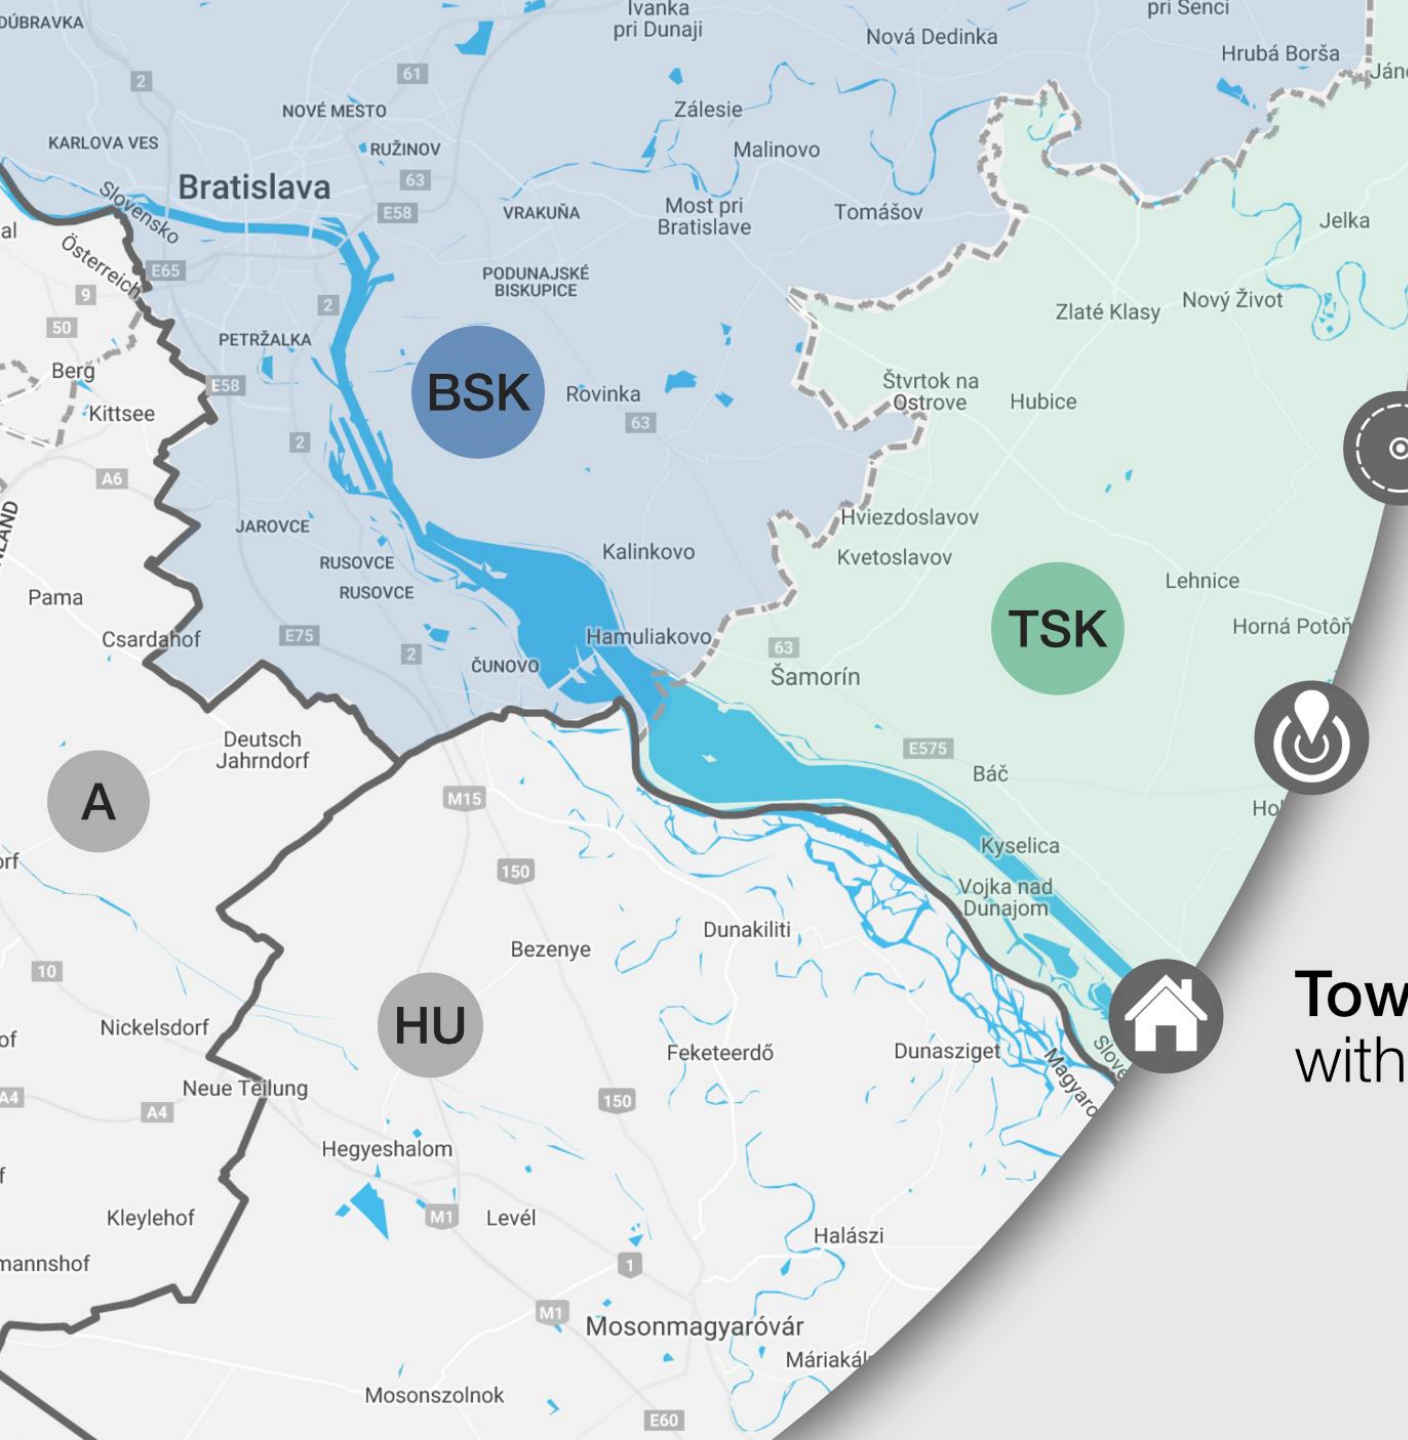 DÚBRAVKA
Ivanka
pri Dunaji
pri Senci
Nová Dedinka
Hrubá Borša
2
61
NOVÉ MESTO
Zálesie
KARLOVA VES
RUŽINOV
Malinovo
Bratislava
63
Slovensko
E58
VRAKUŇA
Most pri
Bratislave
Tomášov
Jelka
Österreich
E65
PODUNAJSKÉ
BISKUPICE
9
2
Zlaté Klasy
Nový Život
50
PETRŽALKA
Berg
E58
BSK
Rovinka
Štvrtok na
Ostrove
Hubice
Kittsee
63
2
A6
JAROVCE
Hviezdoslavov
Kalinkovo
Kvetoslavov
RUSOVCE
RUSOVCE
Lehnice
Pama
TSK
Csardahof
E75
Hamuliakovo
Horná Potôň
2
ČUNOVO
63
Šamorín
Deutsch
Jahrndorf
E575
Báč
A
M15
Kyselica
150
Vojka nad
Dunajom
Dunakiliti
Bezenye
10
Tow
HU
Nickelsdorf
Feketeerdő
Dunasziget
with
Neue Teilung
A4
A4
150
Hegyeshalom
M1
Levél
Kleylehof
Halászi
1
M1
Mosonmagyaróvár
Mosonszolnok
E60